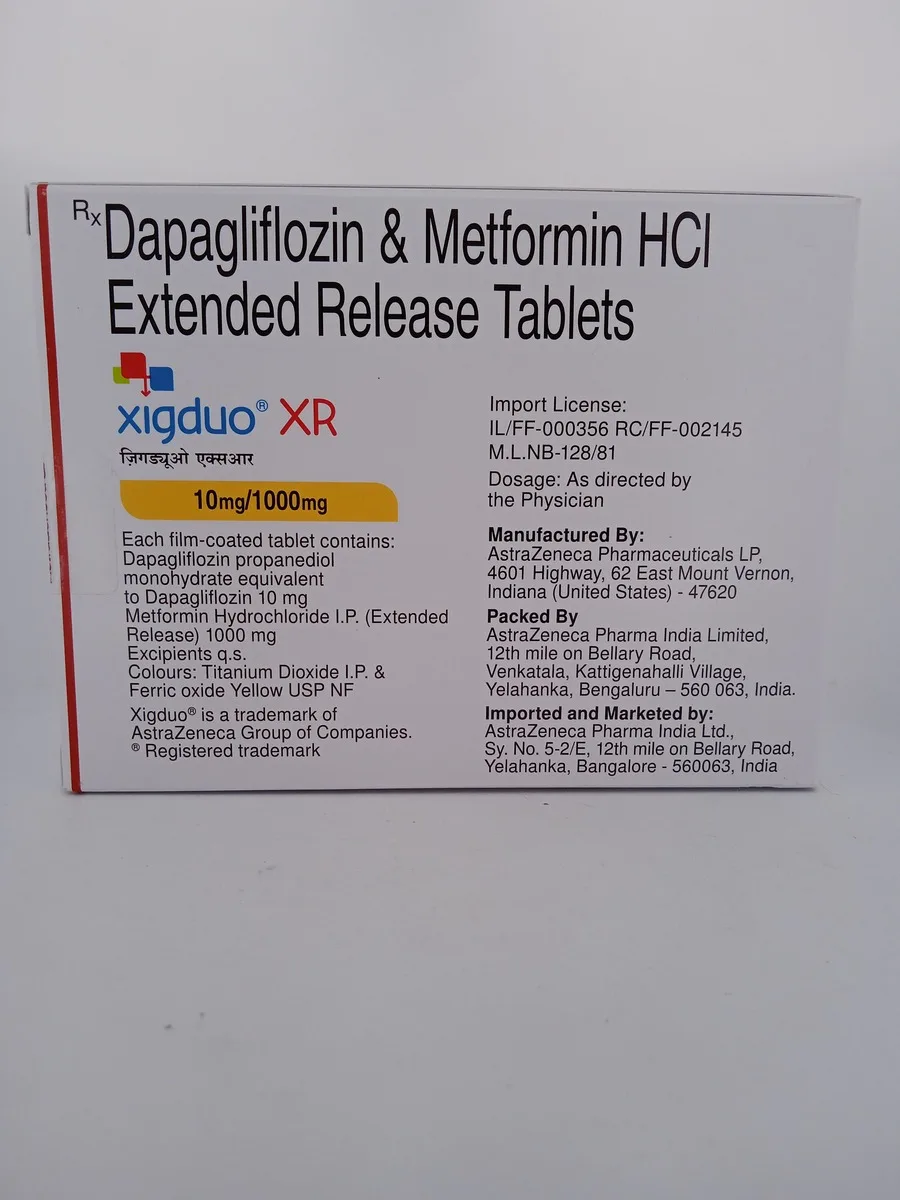 Rx Dapagliflozin & Metformin HCl
Extended Release Tablets
xigduo® XR
ज़िगड्यूओ एक्सआर
10mg/1000mg
Each film-coated tablet contains:
Dapagliflozin propanediol
monohydrate equivalent
to Dapagliflozin 10 mg
Metformin Hydrochloride I.P. (Extended
Release) 1000 mg
Excipients q.s.
Colours: Titanium Dioxide I.P. &
Ferric oxide Yellow USP NF
Xigduo® is a trademark of
AstraZeneca Group of Companies.
® Registered trademark
Import License:
IL/FF-000356 RC/FF-002145
M.L.NB-128/81
Dosage: As directed by
the Physician
Manufactured By:
AstraZeneca Pharmaceuticals LP,
4601 Highway, 62 East Mount Vernon,
Indiana (United States) - 47620
Packed By
AstraZeneca Pharma India Limited,
12th mile on Bellary Road,
Venkatala, Kattigenahalli Village,
Yelahanka, Bengaluru – 560 063, India.
Imported and Marketed by:
AstraZeneca Pharma India Ltd.,
Sy. No. 5-2/E, 12th mile on Bellary Road,
Yelahanka, Bangalore - 560063, India